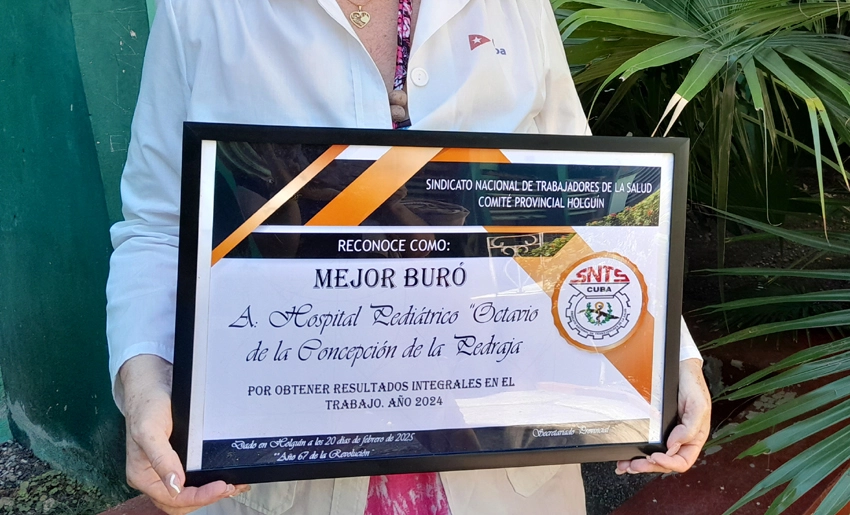 ba
SINDICATO NACIONAL DE TRABAJADORES DE LA SALUD
COMITÉ PROVINCIAL HOLGUÍN
RECONOCE COMO:
MEJOR BURÓ
SNTS
CUBA
A: Hospital Pediátrico "Octavio
de la Concepción de la Pedraja
POR OBTENER RESULTADOS INTEGRALES EN EL
TRABAJO. AÑO 2024
Dado en Holguín a los 20 días de febrero de 2025
Secretariado Provincial
"Año 67 de la Revolución"